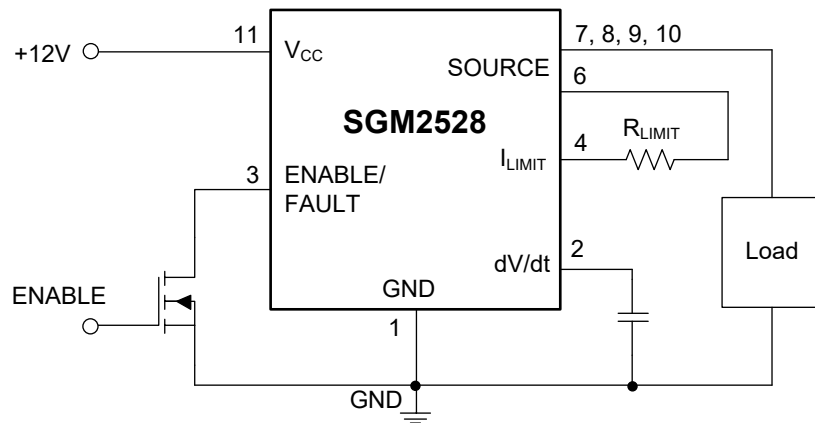 11
7, 8, 9, 10
+12V
VCC
SOURCE
6
SGM2528
RLIMIT
4
ILIMIT
3
ENABLE/
FAULT
2
dV/dt
Load
ENABLE
GND
1
GND